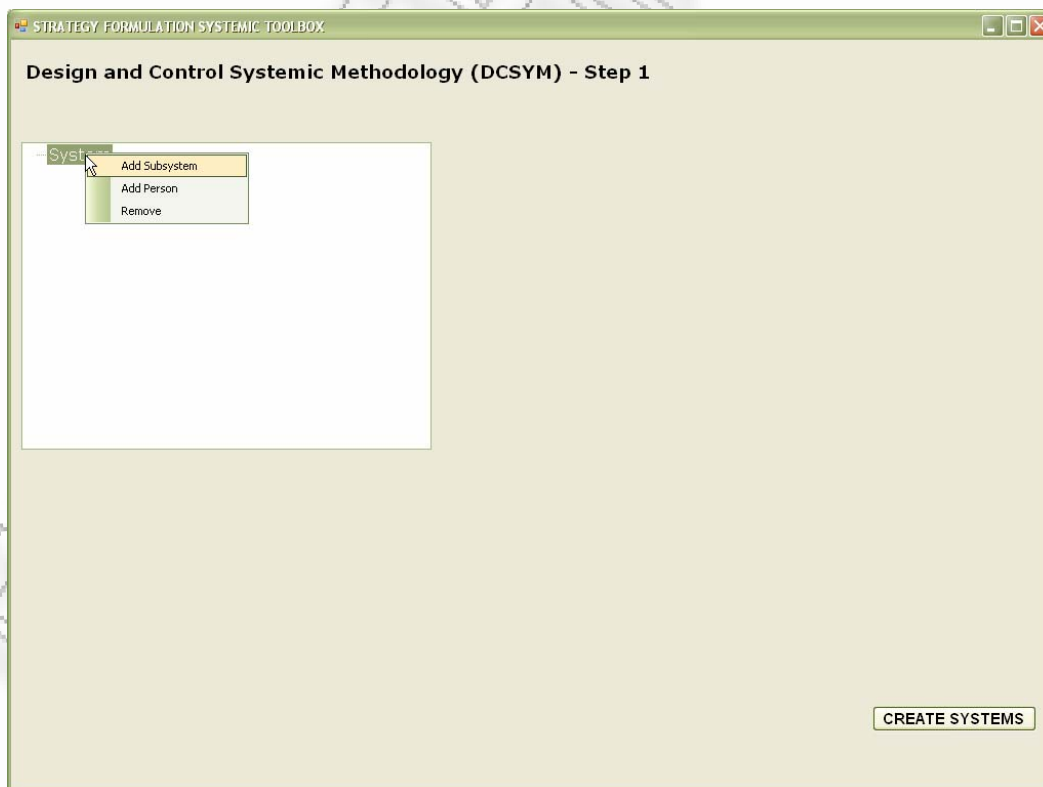 STRATEGY FORMULATION SYSTEMIC TOOLBOX
Design and Control Systemic Methodology (DCSYM) - Step 1
System
Add Subsystem
Add Person
Remove
CREATE SYSTEMS